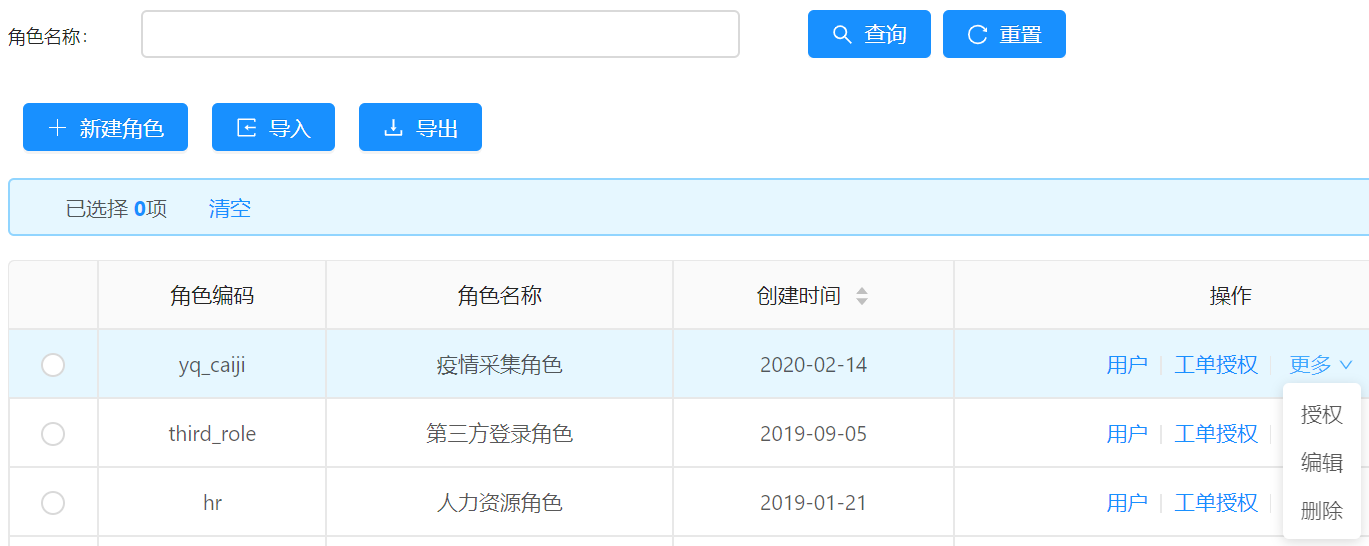 角色名称：
查询 重置
新建角色 导入 导出
已选择 0项 清空
角色编码 角色名称 创建时间 操作
yq_caiji 疫情采集角色 2020-02-14 用户 工单授权 更多
授权
third_role 第三方登录角色 2019-09-05 用户 工单授权
编辑
hr 人力资源角色 2019-01-21 用户 工单授权
删除